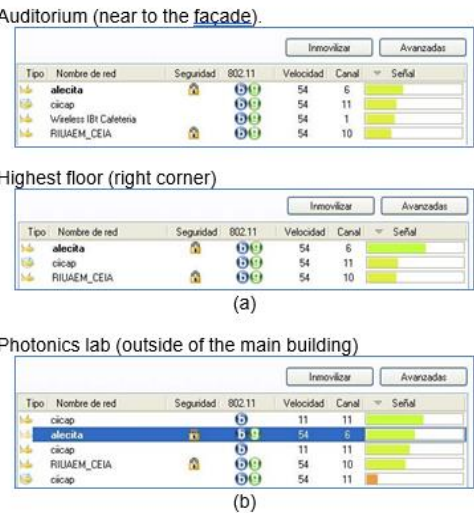 Auditorium (near to the façade).
Inmovilizar Avanzadas
Tipo Nombre de red Seguridad 802.11 Velocidad Canal Señal
alecita b g 54 6
ciicap b g 54 11
Wireless IBt Cafeteria b g 54 1
RIUAEM_CEIA b g 54 10
Highest floor (right corner)
Inmovilizar Avanzadas
Tipo Nombre de red Seguridad 802.11 Velocidad Canal Señal
alecita b g 54 6
ciicap b g 54 11
RIUAEM_CEIA b g 54 10
(a)
Photonics lab (outside of the main building)
Inmovilizar Avanzadas
Tipo Nombre de red Seguridad 802.11 Velocidad Canal Señal
ciicap b 11 11
alecita b g 54 6
ciicap b 11 11
RIUAEM_CEIA b g 54 10
ciicap b g 54 11
(b)